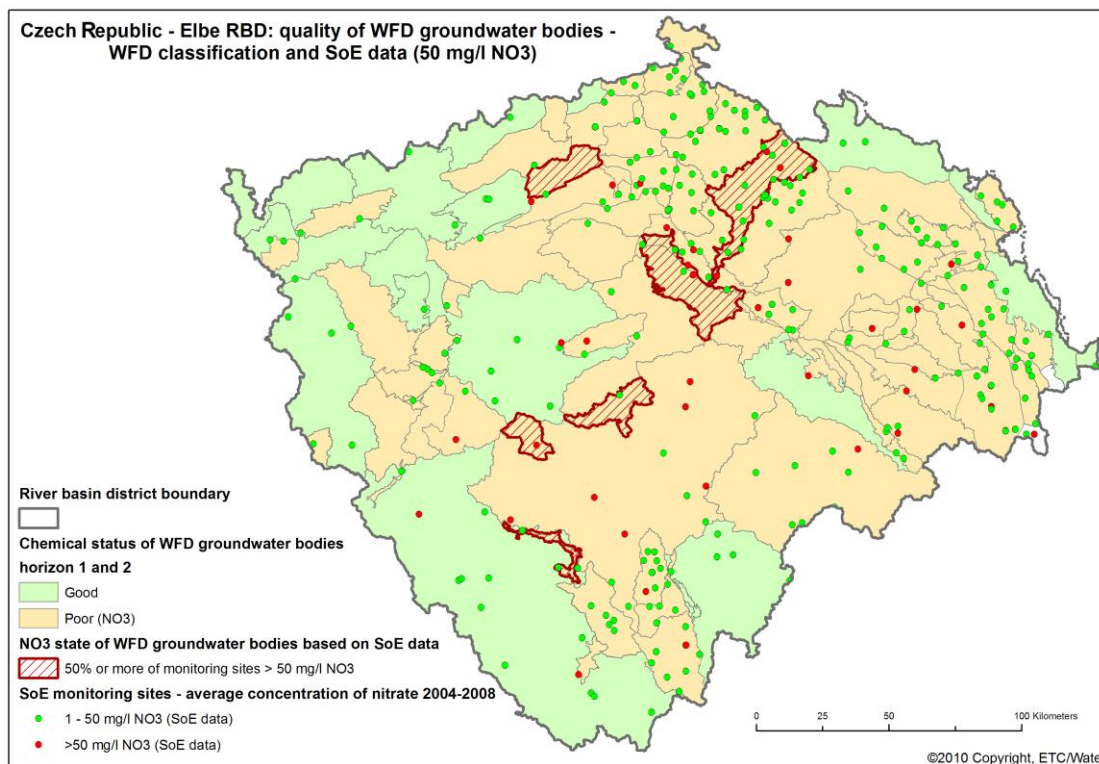 Czech Republic - Elbe RBD: quality of WFD groundwater bodies -
WFD classification and SoE data (50 mg/l NO3)
River basin district boundary
Chemical status of WFD groundwater bodies
horizon 1 and 2
Good
Poor (NO3)
NO3 state of WFD groundwater bodies based on SoE data
50% or more of monitoring sites > 50 mg/l NO3
SoE monitoring sites - average concentration of nitrate 2004-2008
1 - 50 mg/l NO3 (SoE data)
>50 mg/l NO3 (SoE data)
0 25 50 100 Kilometers
©2010 Copyright, ETC/Water